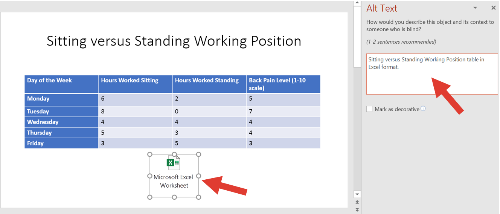 Sitting versus Standing Working Position
Day of the Week Hours Worked Sitting Hours Worked Standing Back Pain Level (1-10 scale)
Monday 6 2 5
Tuesday 8 0 7
Wednesday 4 4 4
Thursday 5 3 4
Friday 3 5 3
Microsoft Excel
Worksheet
Alt Text
How would you describe this object and its context to
someone who is blind?
(1-2 sentences recommended)
Sitting versus Standing Working Position table in
Excel format.
Mark as decorative